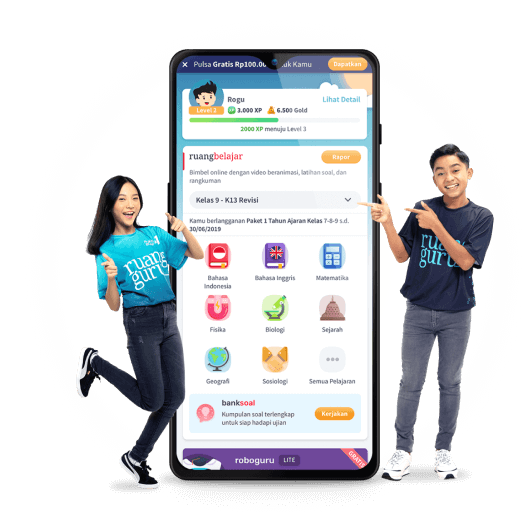 Pulsa Gratis Rp100.00 uk Kamu
Dapatkan
Rogu
Lihat Detail
Level 2
3.000 XP
6.500 Gold
2000 XP menuju Level 3
ruangbelajar
Rapor
Bimbel online dengan video beranimasi, latihan soal, dan
rangkuman
Kelas 9 - K13 Revisi
Kamu berlangganan Paket 1 Tahun Ajaran Kelas 7-8-9 s.d.
30/06/2019
Bahasa
Indonesia
Bahasa Inggris
Matematika
Fisika
Biologi
Sejarah
Geografi
Sosiologi
Semua Pelajaran
banksoal
Kumpulan soal terlengkap
untuk siap hadapi ujian
Kerjakan
roboguru LITE
GRATIS
ruang
guru
ruang
guru